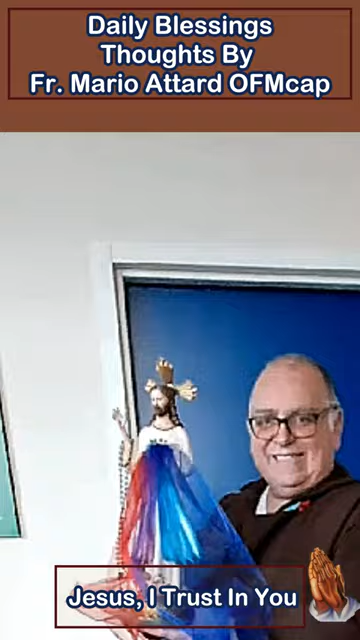 Daily Blessings
Thoughts By
Fr. Mario Attard OFMcap
Jesus, I Trust In You